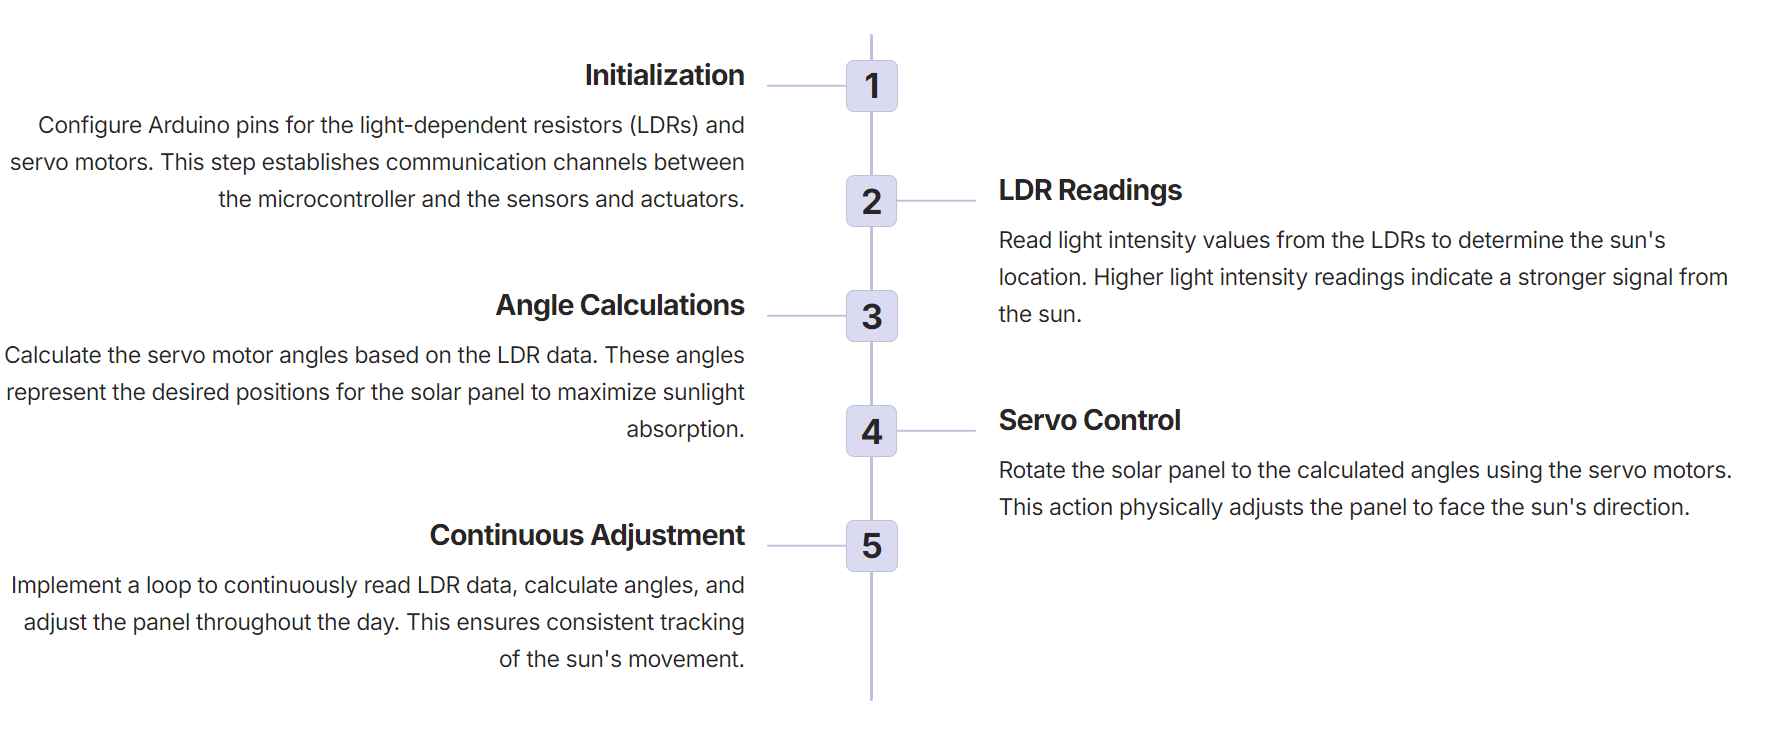 1
Initialization
Configure Arduino pins for the light-dependent resistors (LDRs) and
servo motors. This step establishes communication channels between
the microcontroller and the sensors and actuators.
2
LDR Readings
Read light intensity values from the LDRs to determine the sun's
location. Higher light intensity readings indicate a stronger signal from
the sun.
3
Angle Calculations
Calculate the servo motor angles based on the LDR data. These angles
represent the desired positions for the solar panel to maximize sunlight
absorption.
4
Servo Control
Rotate the solar panel to the calculated angles using the servo motors.
This action physically adjusts the panel to face the sun's direction.
5
Continuous Adjustment
Implement a loop to continuously read LDR data, calculate angles, and
adjust the panel throughout the day. This ensures consistent tracking
of the sun's movement.